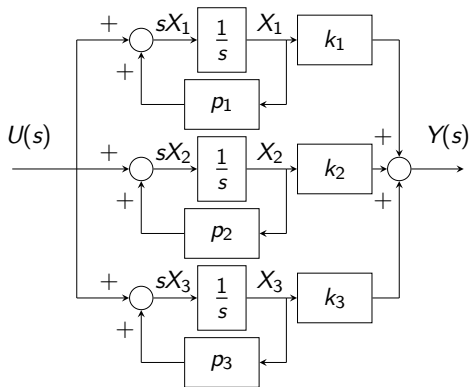 + sX₁ 1/s X₁ k₁
+ p₁ +
U(s) + sX₂ 1/s X₂ k₂ Y(s)
+ p₂ +
+ sX₃ 1/s X₃ k₃
+ p₃